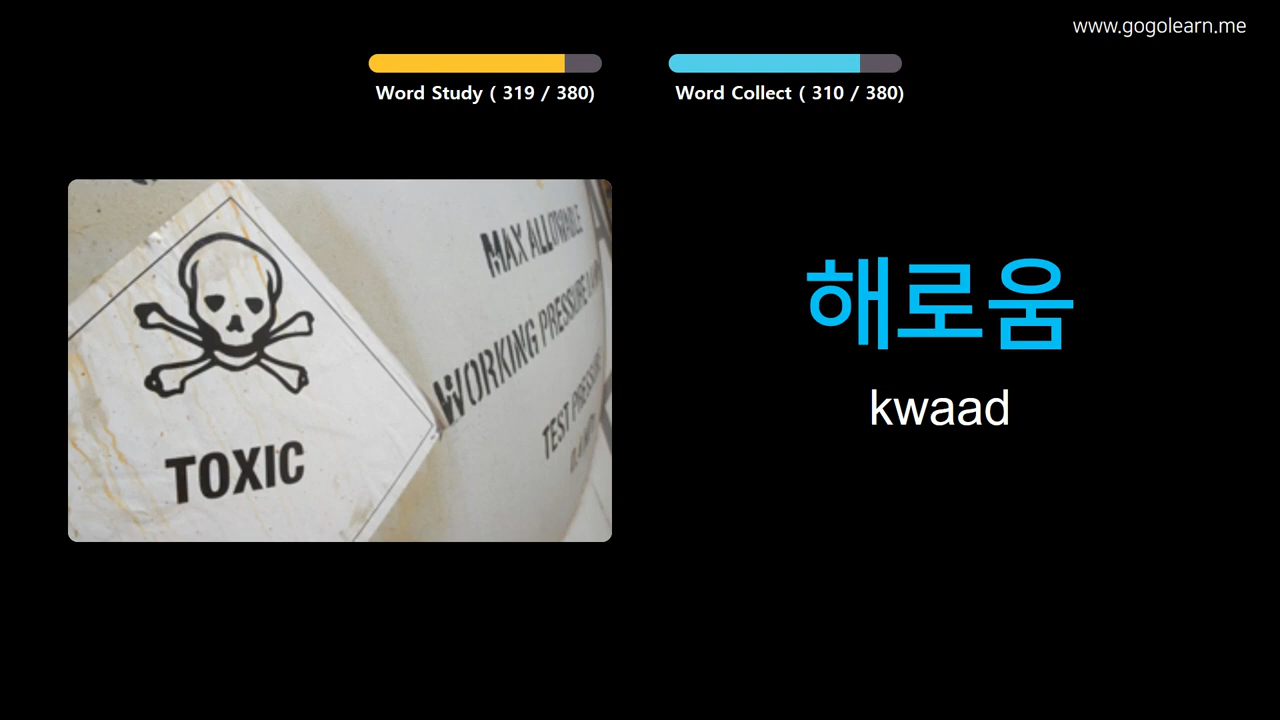 www.gogolearn.me
Word Study ( 319 / 380)
Word Collect ( 310 / 380)
MAX ALLOWABLE
WORKING PRESSURE
TEST PRESSURE
TOXIC
해로움
kwaad